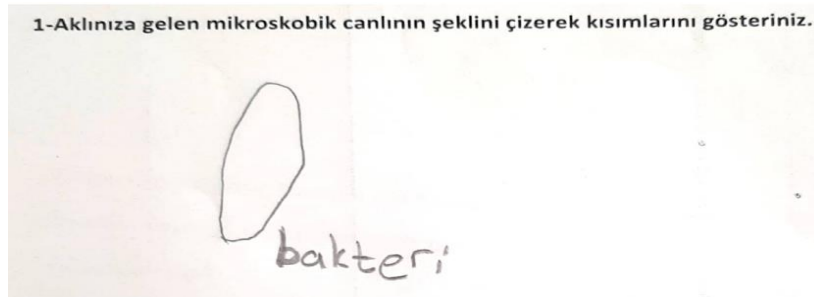 1-Aklınıza gelen mikroskobik canlının şeklini çizerek kısımlarını gösteriniz.
bakteri